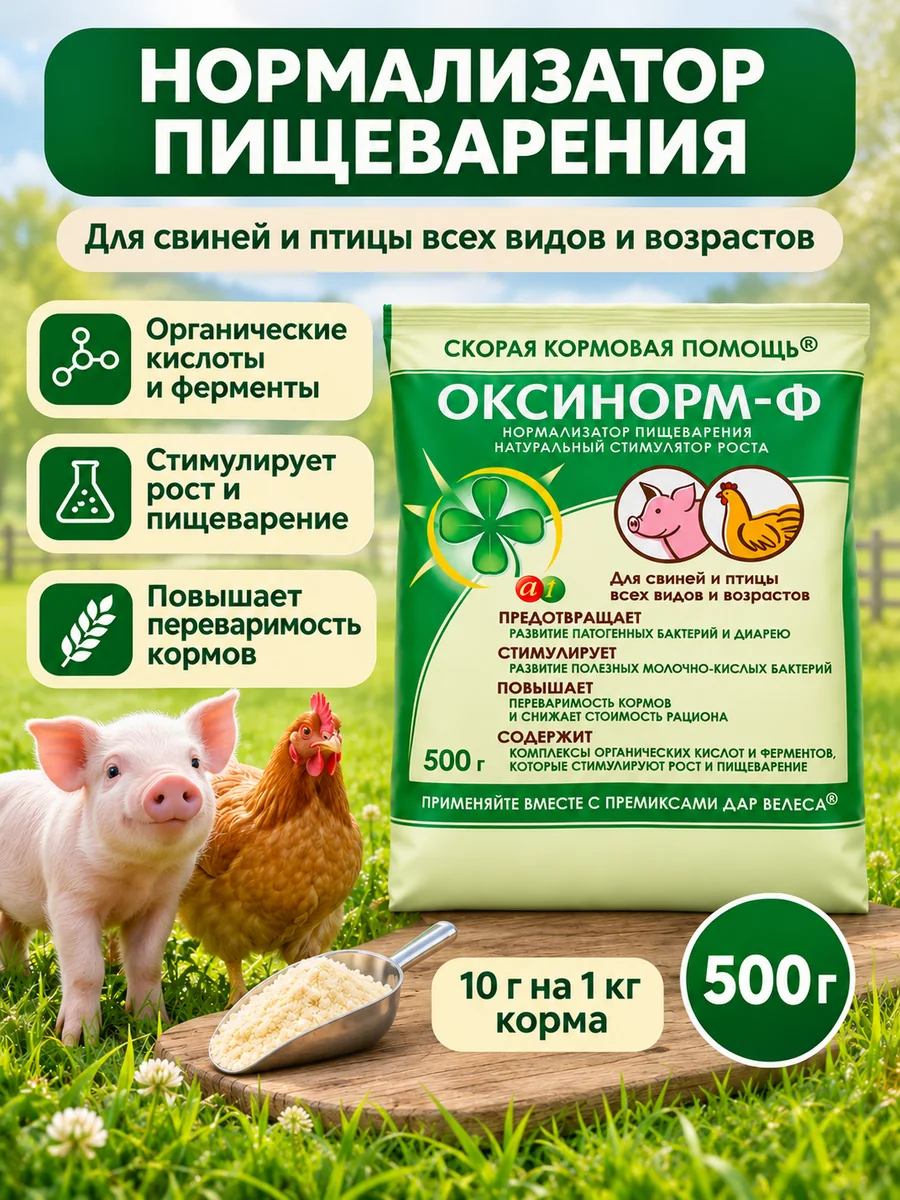 НОРМАЛИЗАТОР
ПИЩЕВАРЕНИЯ
Для свиней и птицы всех видов и возрастов
Органические
кислоты
и ферменты
Стимулирует
рост и
пищеварение
Повышает
переваримость
кормов
СКОРАЯ КОРМОВАЯ ПОМОЩЬ®
ОКСИНОРМ-Ф
НОРМАЛИЗАТОР ПИЩЕВАРЕНИЯ
НАТУРАЛЬНЫЙ СТИМУЛЯТОР РОСТА
at
Для свиней и птицы
всех видов и возрастов
ПРЕДОТВРАЩАЕТ
РАЗВИТИЕ ПАТОГЕННЫХ БАКТЕРИЙ И ДИАРЕЮ
СТИМУЛИРУЕТ
РАЗВИТИЕ ПОЛЕЗНЫХ МОЛОЧНО-КИСЛЫХ БАКТЕРИЙ
ПОВЫШАЕТ
ПЕРЕВАРИМОСТЬ КОРМОВ
И СНИЖАЕТ СТОИМОСТЬ РАЦИОНА
СОДЕРЖИТ
КОМПЛЕКСЫ ОРГАНИЧЕСКИХ КИСЛОТ И ФЕРМЕНТОВ,
КОТОРЫЕ СТИМУЛИРУЮТ РОСТ И ПИЩЕВАРЕНИЕ
500 г
ПРИМЕНЯЙТЕ ВМЕСТЕ С ПРЕМИКСАМИ ДАР ВЕЛЕСА®
10 г на 1 кг
корма
500 г